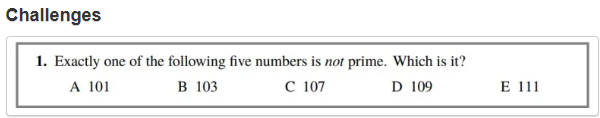 Challenges
1. Exactly one of the following five numbers is not prime. Which is it?
A 101 B 103 C 107 D 109 E 111